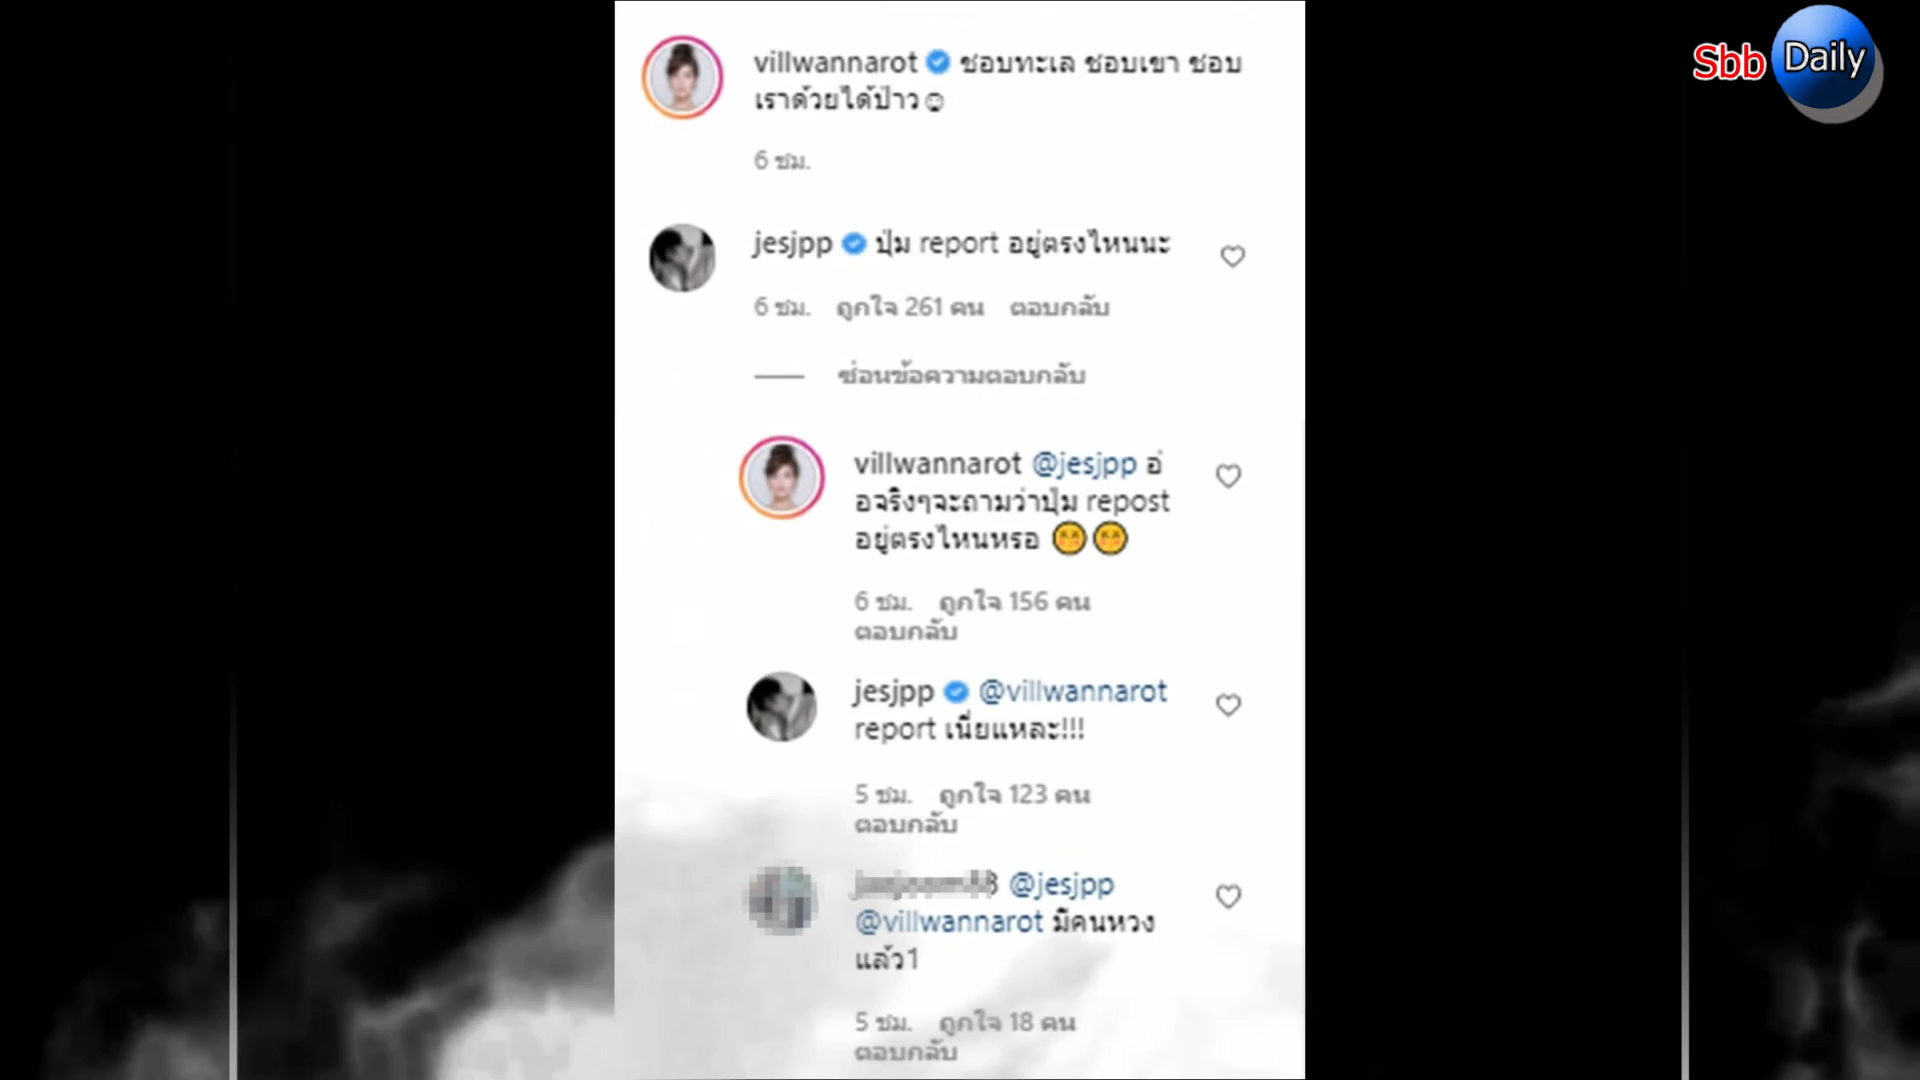 Sbb Daily
villwannarot ชอบทะเล ชอบเขา ชอบ
เราด้วยได้ป่าว☺
6 ชม.
jesjpp ปุ่ม report อยู่ตรงไหนนะ
6 ชม. ถูกใจ 261 คน ตอบกลับ
ซ่อนข้อความตอบกลับ
villwannarot @jesjpp อ่
อจริงๆจะถามว่าปุ่ม repost
อยู่ตรงไหนหรอ 😁😁
6 ชม. ถูกใจ 156 คน
ตอบกลับ
jesjpp @villwannarot
report เนี่ยแหละ!!!
5 ชม. ถูกใจ 123 คน
ตอบกลับ
@jesjpp
@villwannarot มีคนหวง
แล้ว1
5 ชม. ถูกใจ 18 คน
ตอบกลับ